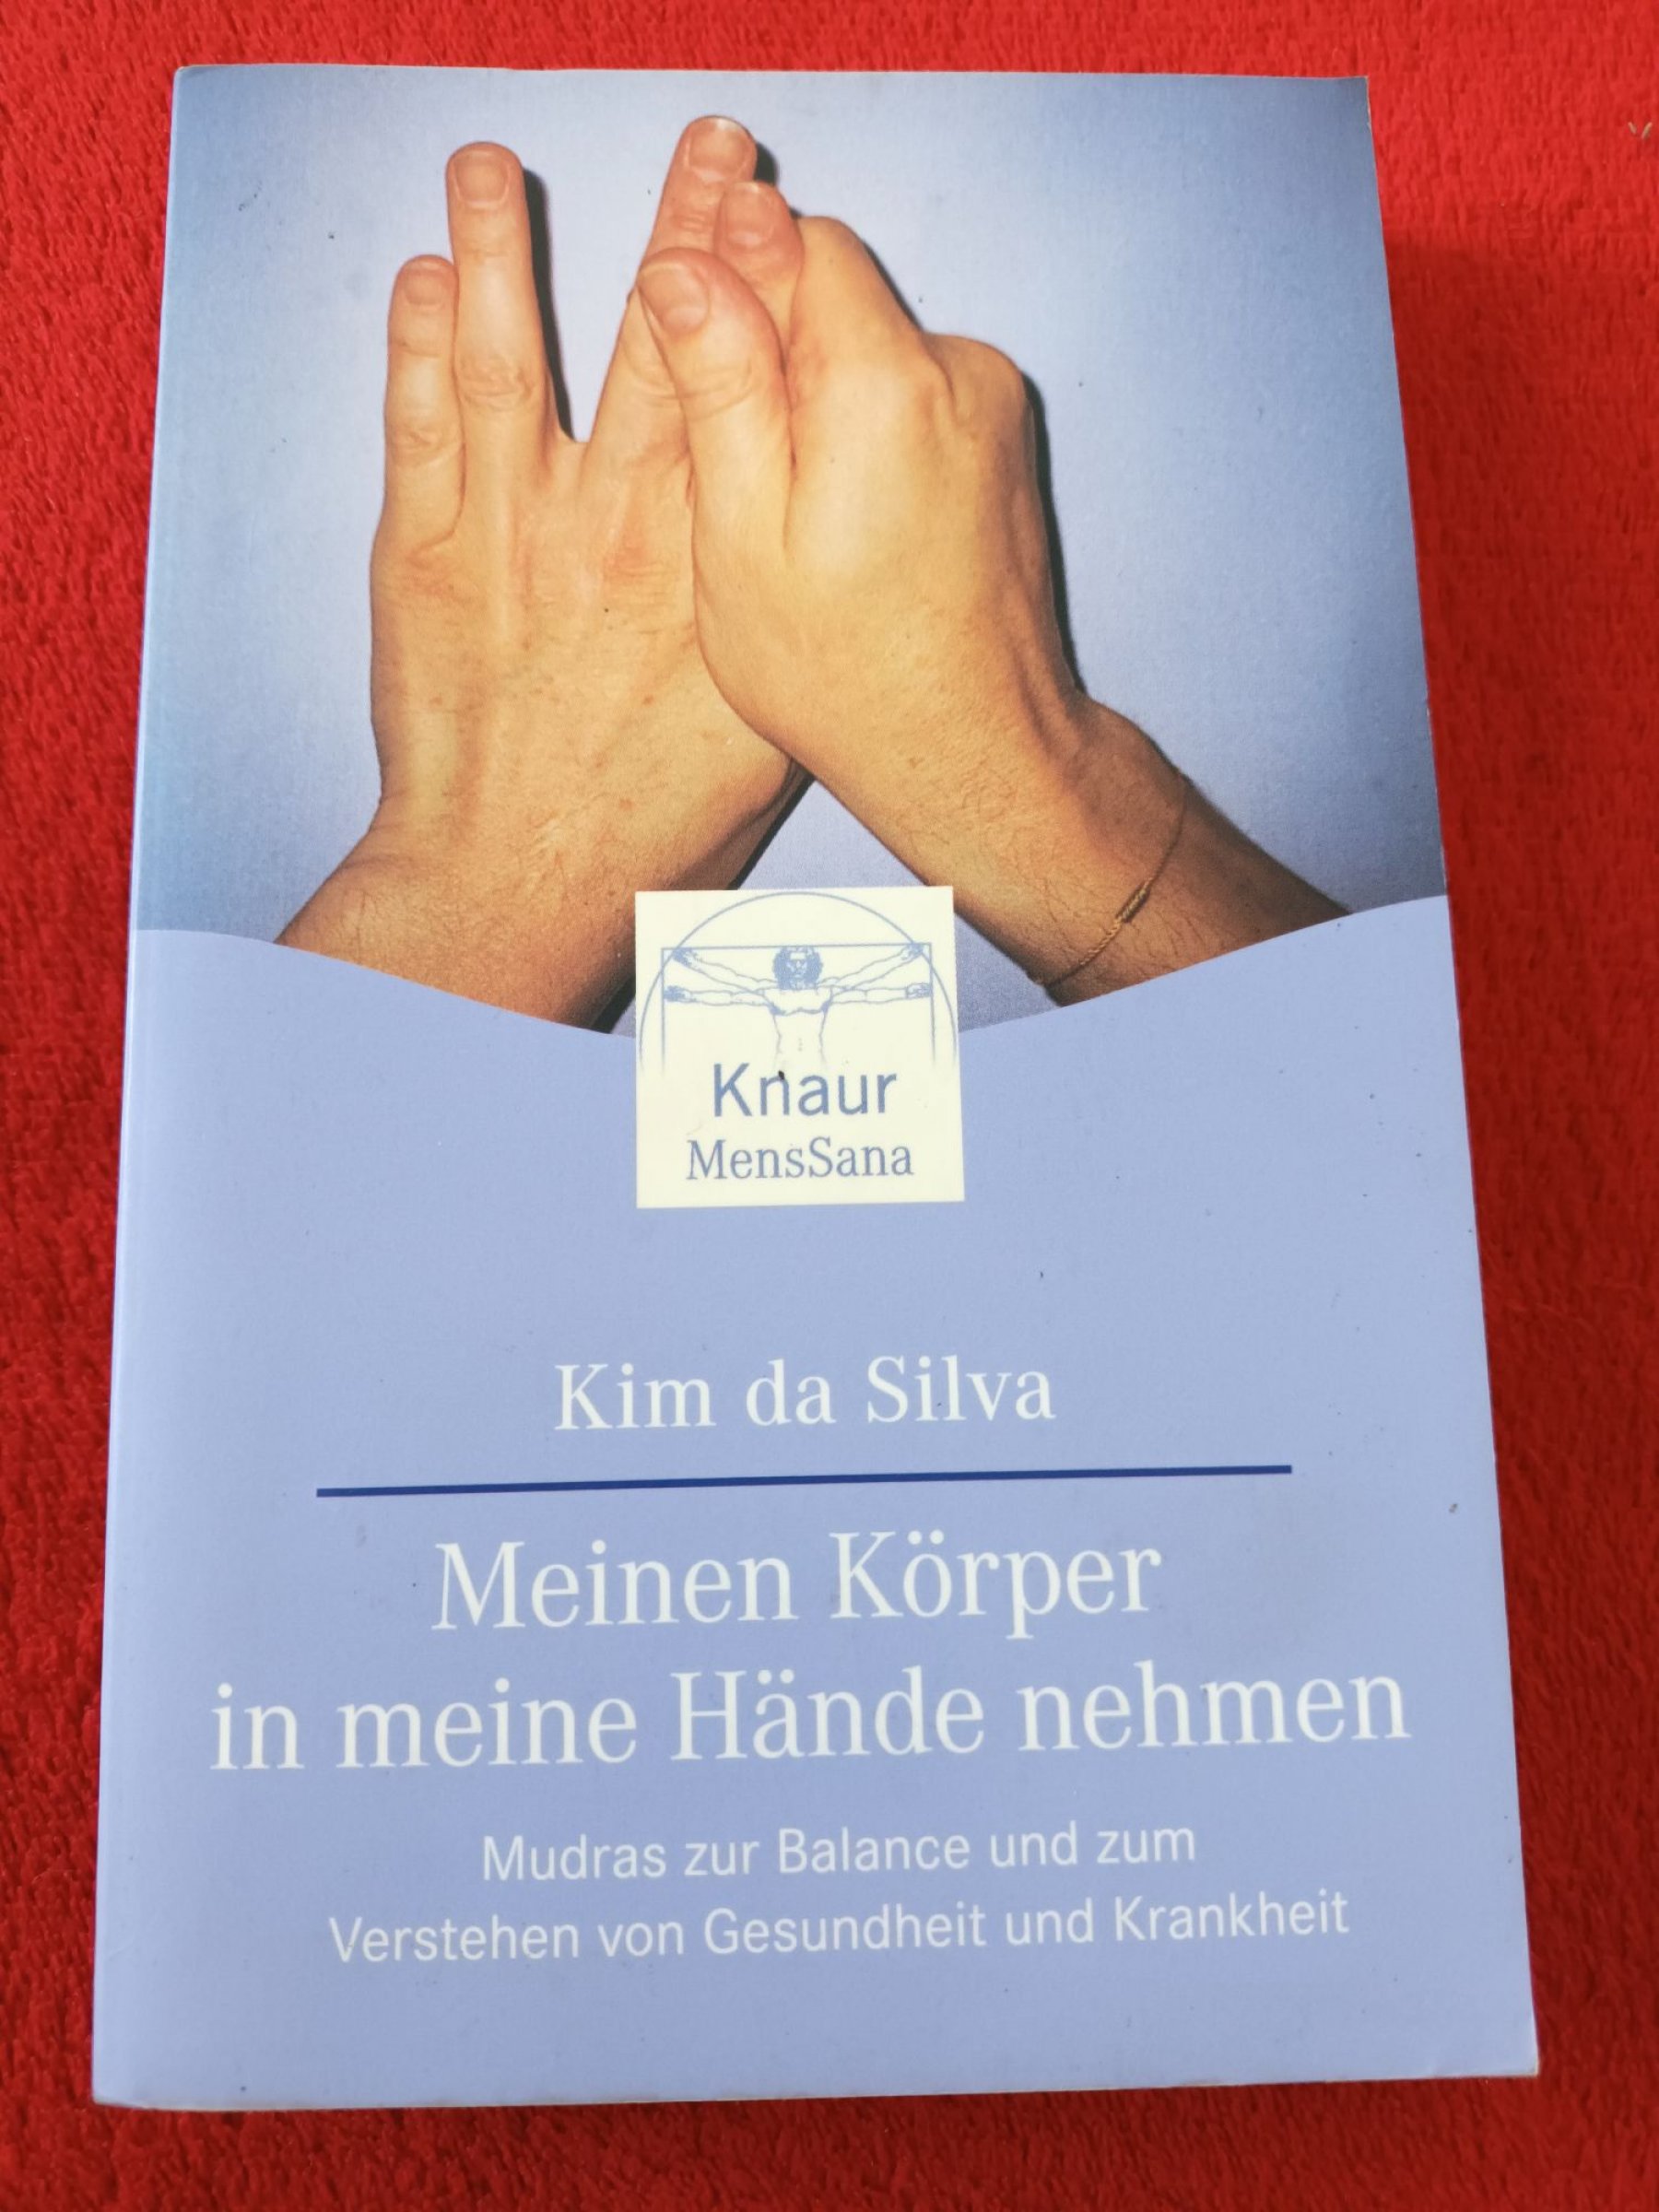 Knaur
MensSana
Kim da Silva
Meinen Körper
in meine Hände nehmen
Mudras zur Balance und zum
Verstehen von Gesundheit und Krankheit